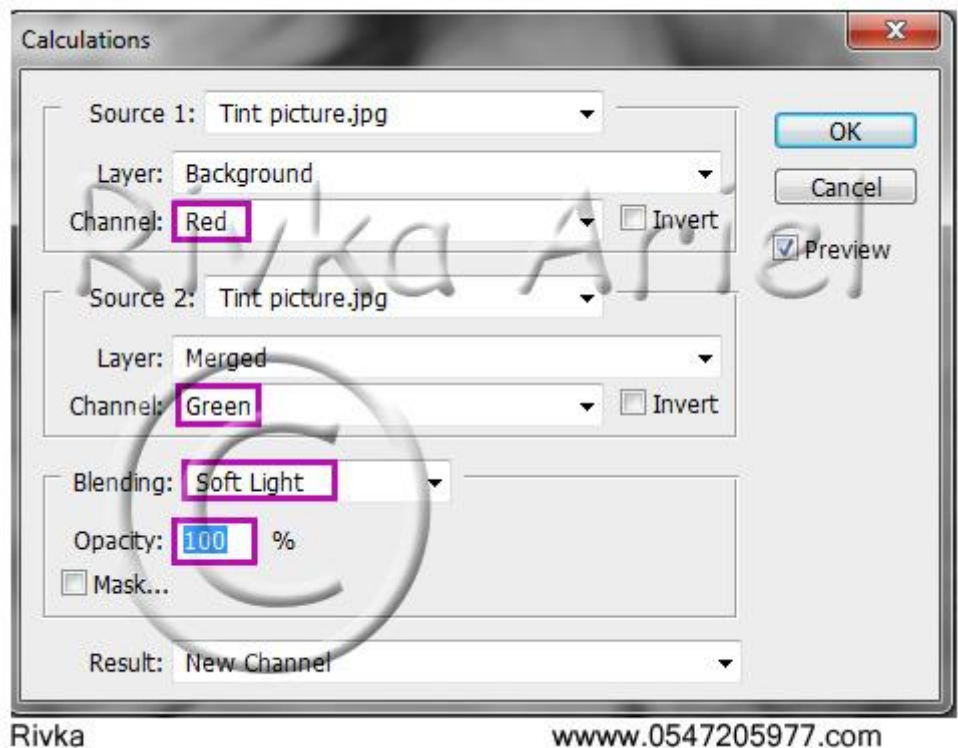 Calculations
Source 1: Tint picture.jpg
OK
Layer: Background
Cancel
Channel: Red Invert
Preview
Rivka Ariel
Source 2: Tint picture.jpg
Layer: Merged
Channel: Green Invert
Blending: Soft Light
Opacity: 100 %
Mask...
©
Result: New Channel
Rivka wwww.0547205977.com